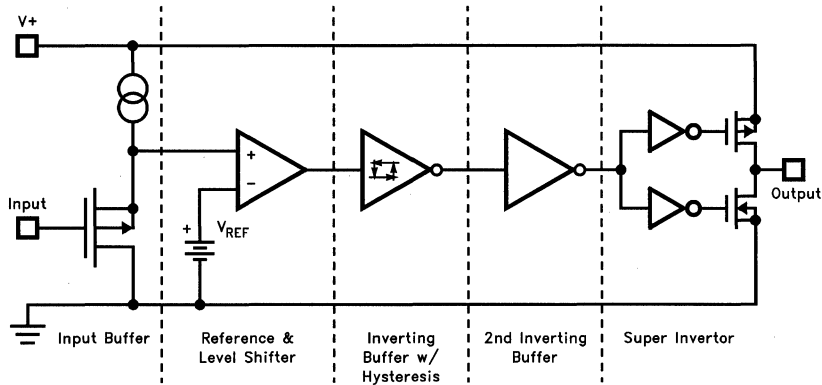 V+
Input
+
−
+
V_REF
Output
Input Buffer
Reference &
Level Shifter
Inverting
Buffer w/
Hysteresis
2nd Inverting
Buffer
Super Invertor